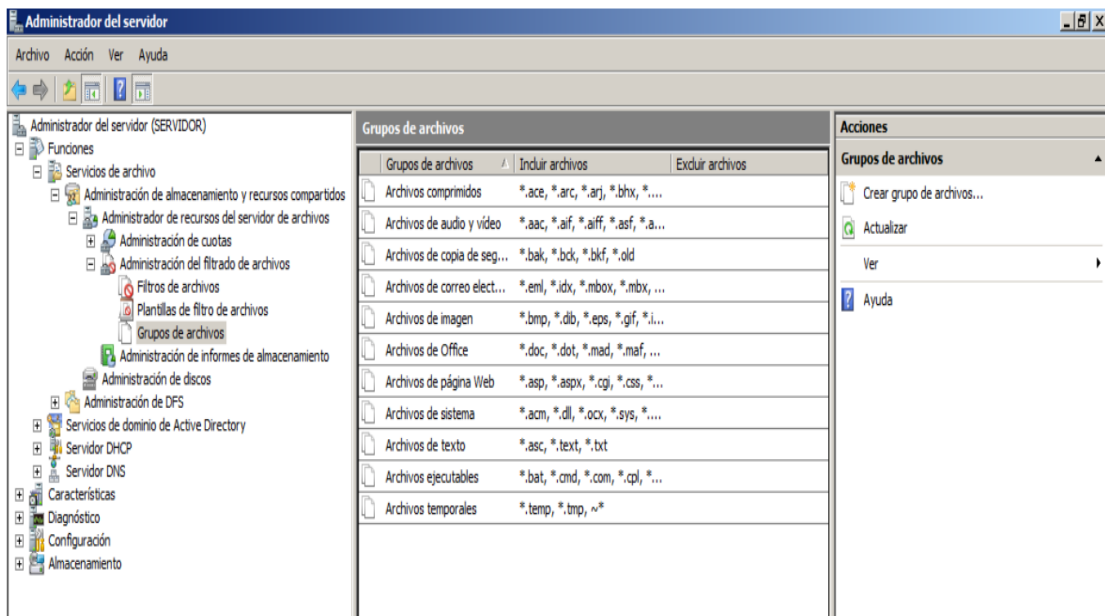 Administrador del servidor
Archivo Acción Ver Ayuda
Administrador del servidor (SERVIDOR)
Funciones
Servicios de archivo
Administración de almacenamiento y recursos compartidos
Administrador de recursos del servidor de archivos
Administración de cuotas
Administración del filtrado de archivos
Filtros de archivos
Plantillas de filtro de archivos
Grupos de archivos
Administración de informes de almacenamiento
Administración de discos
Administración de DFS
Servicios de dominio de Active Directory
Servidor DHCP
Servidor DNS
Características
Diagnóstico
Configuración
Almacenamiento
Grupos de archivos
Grupos de archivos Incluir archivos Excluir archivos
Archivos comprimidos *.ace, *.arc, *.arj, *.bhx, *....
Archivos de audio y vídeo *.aac, *.aif, *.aiff, *.asf, *.a...
Archivos de copia de seg... *.bak, *.bck, *.bkf, *.old
Archivos de correo elect... *.eml, *.idx, *.mbox, *.mbx, ...
Archivos de imagen *.bmp, *.dib, *.eps, *.gif, *.i...
Archivos de Office *.doc, *.dot, *.mad, *.maf, ...
Archivos de página Web *.asp, *.aspx, *.cgi, *.css, *...
Archivos de sistema *.acm, *.dll, *.ocx, *.sys, *....
Archivos de texto *.asc, *.text, *.txt
Archivos ejecutables *.bat, *.cmd, *.com, *.cpl, *...
Archivos temporales *.temp, *.tmp, ~*
Acciones
Grupos de archivos
Crear grupo de archivos...
Actualizar
Ver
Ayuda